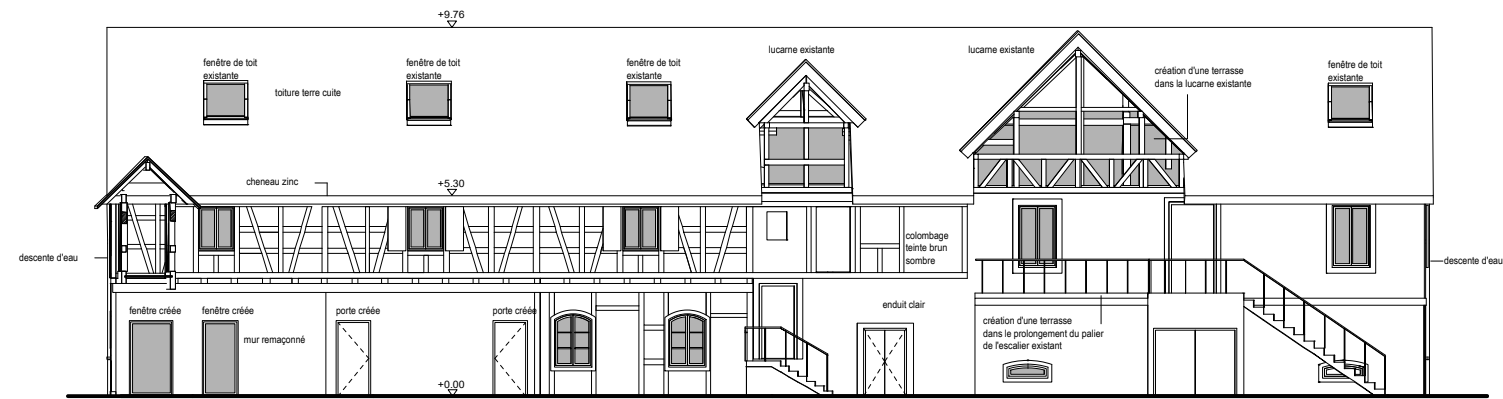 +9.76
lucarne existante
lucarne existante
fenêtre de toit
existante
fenêtre de toit
existante
fenêtre de toit
existante
création d'une terrasse
dans la lucarne existante
fenêtre de toit
existante
toiture terre cuite
cheneau zinc
+5.30
colombage
teinte brun
sombre
descente d'eau
descente d'eau
fenêtre créée
fenêtre créée
porte créée
porte créée
enduit clair
mur remaçonné
création d'une terrasse
dans le prolongement du palier
de l'escalier existant
+0.00